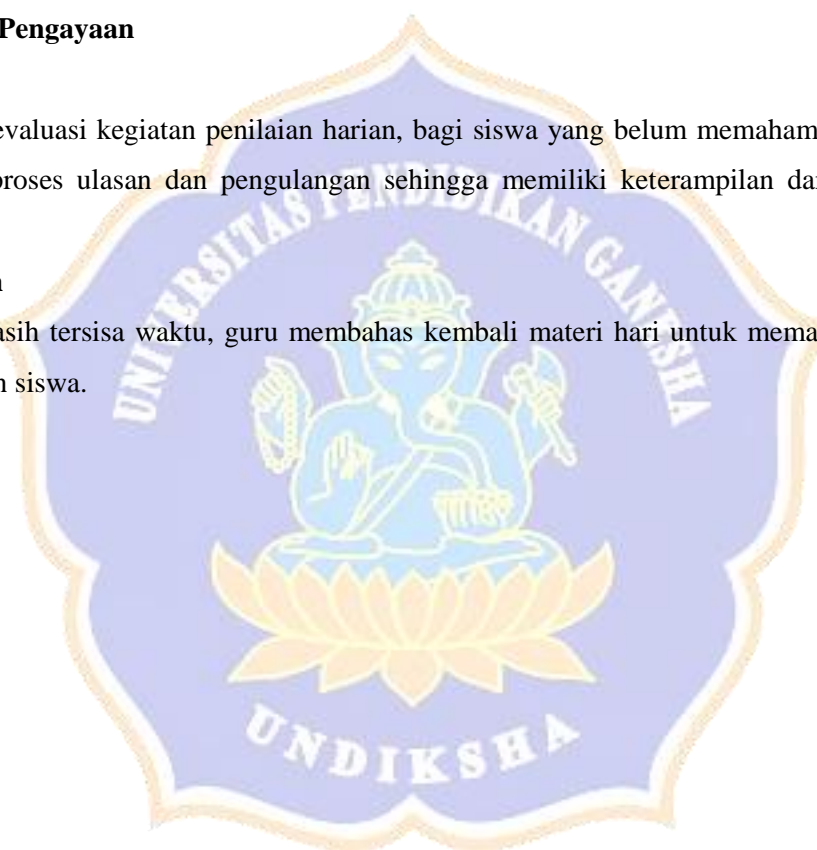 Pengayaan
evaluasi kegiatan penilaian harian, bagi siswa yang belum memaham
proses ulasan dan pengulangan sehingga memiliki keterampilan dar
n
asih tersisa waktu, guru membahas kembali materi hari untuk mema
n siswa.
UNIVERSITAS PENDIDIKAN GANESHA
UNDIKSHA